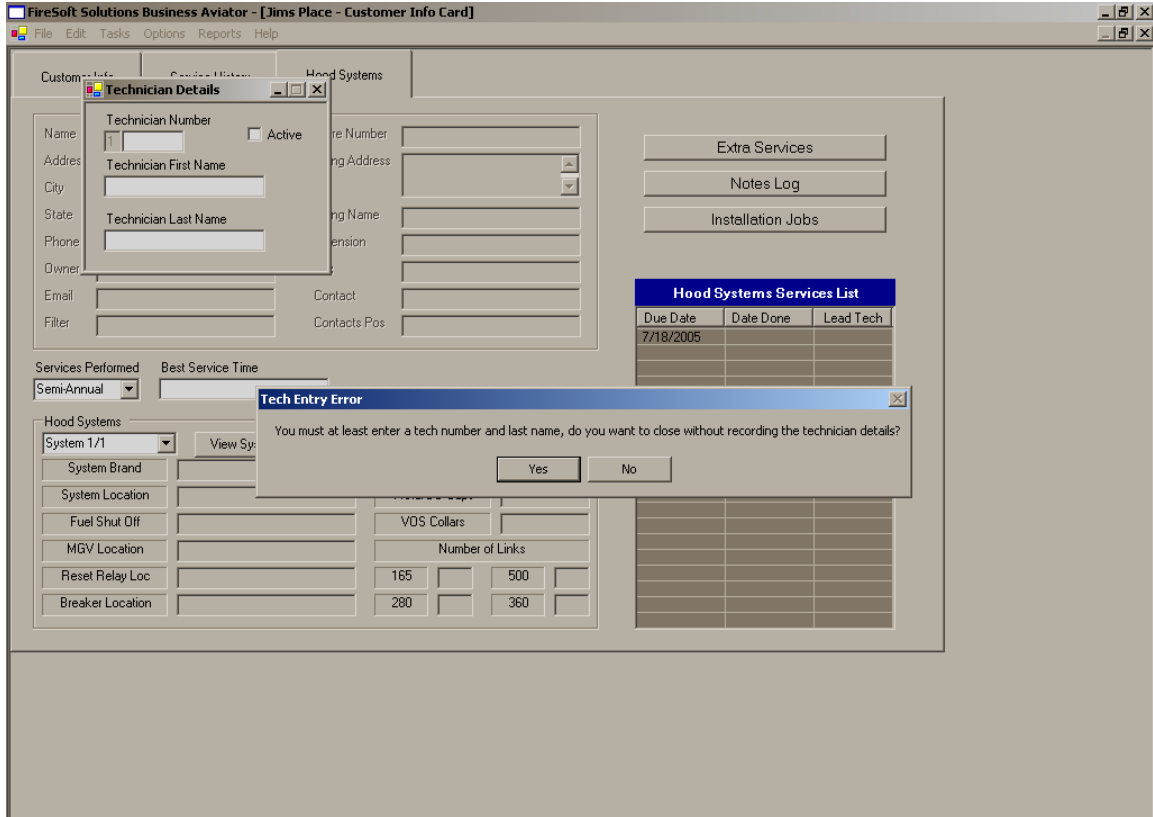 FireSoft Solutions Business Aviator - [Jims Place - Customer Info Card]
File Edit Tasks Options Reports Help
Hood Systems
Technician Details
Technician Number
1
Active
Technician First Name
Technician Last Name
Name
City
State
Phone
Owner
Email
Contact
Filter
Contacts Pos
Extra Services
Notes Log
Installation Jobs
Hood Systems Services List
Due Date Date Done Lead Tech
7/18/2005
Services Performed Best Service Time
Semi-Annual
Tech Entry Error
You must at least enter a tech number and last name, do you want to close without recording the technician details?
Yes No
Hood Systems
System 1/1
View Sy
System Brand
System Location
Fuel Shut Off
VOS Collars
MGV Location
Number of Links
Reset Relay Loc
165 500
Breaker Location
280 360